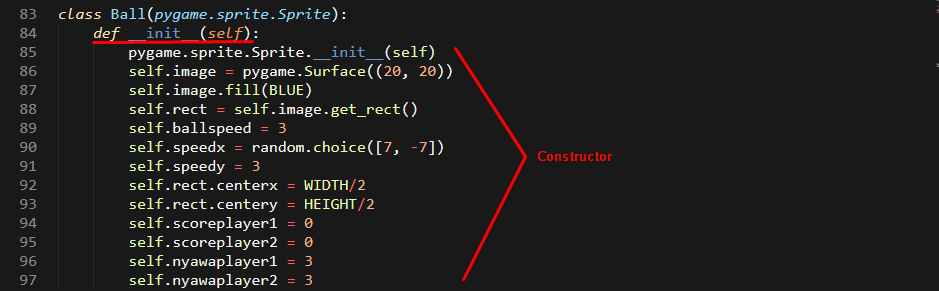 83 class Ball(pygame.sprite.Sprite):
84 def __init__(self):
85 pygame.sprite.Sprite.__init__(self)
86 self.image = pygame.Surface((20, 20))
87 self.image.fill(BLUE)
88 self.rect = self.image.get_rect()
89 self.ballspeed = 3
90 self.speedx = random.choice([7, -7])
91 self.speedy = 3
92 self.rect.centerx = WIDTH/2
93 self.rect.centery = HEIGHT/2
94 self.scoreplayer1 = 0
95 self.scoreplayer2 = 0
96 self.nyawaplayer1 = 3
97 self.nyawaplayer2 = 3
Constructor